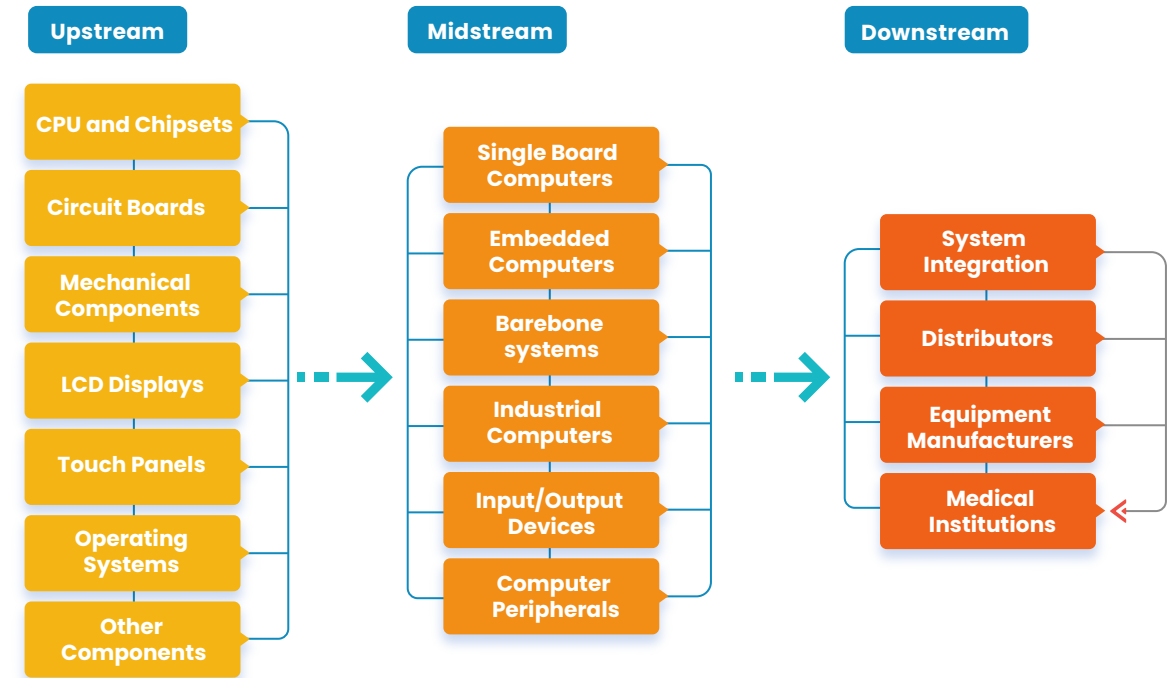 Upstream
CPU and Chipsets
Circuit Boards
Mechanical
Components
LCD Displays
Touch Panels
Operating
Systems
Other
Components
Midstream
Single Board
Computers
Embedded
Computers
Barebone
systems
Industrial
Computers
Input/Output
Devices
Computer
Peripherals
Downstream
System
Integration
Distributors
Equipment
Manufacturers
Medical
Institutions